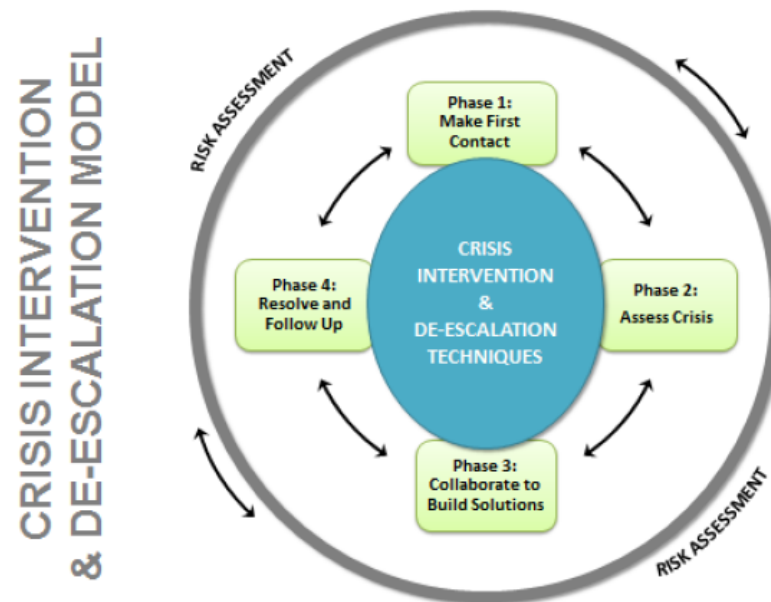 CRISIS INTERVENTION
& DE-ESCALATION MODEL
RISK ASSESSMENT
Phase 1:
Make First
Contact
CRISIS
INTERVENTION
&
DE-ESCALATION
TECHNIQUES
Phase 4:
Resolve and
Follow Up
Phase 2:
Assess Crisis
Phase 3:
Collaborate to
Build Solutions
RISK ASSESSMENT